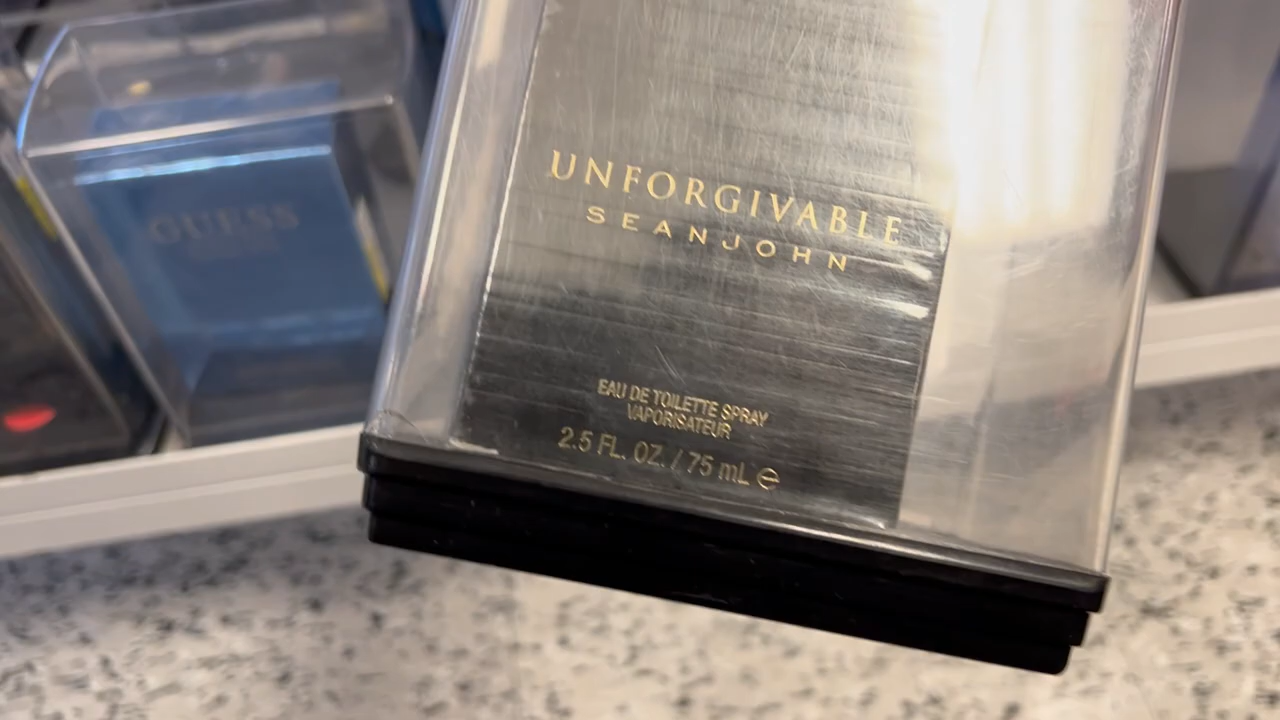 GUESS
UNFORGIVABLE
SEANJOHN
EAU DE TOILETTE SPRAY
VAPORISATEUR
2.5 FL. OZ. / 75 mL ℮